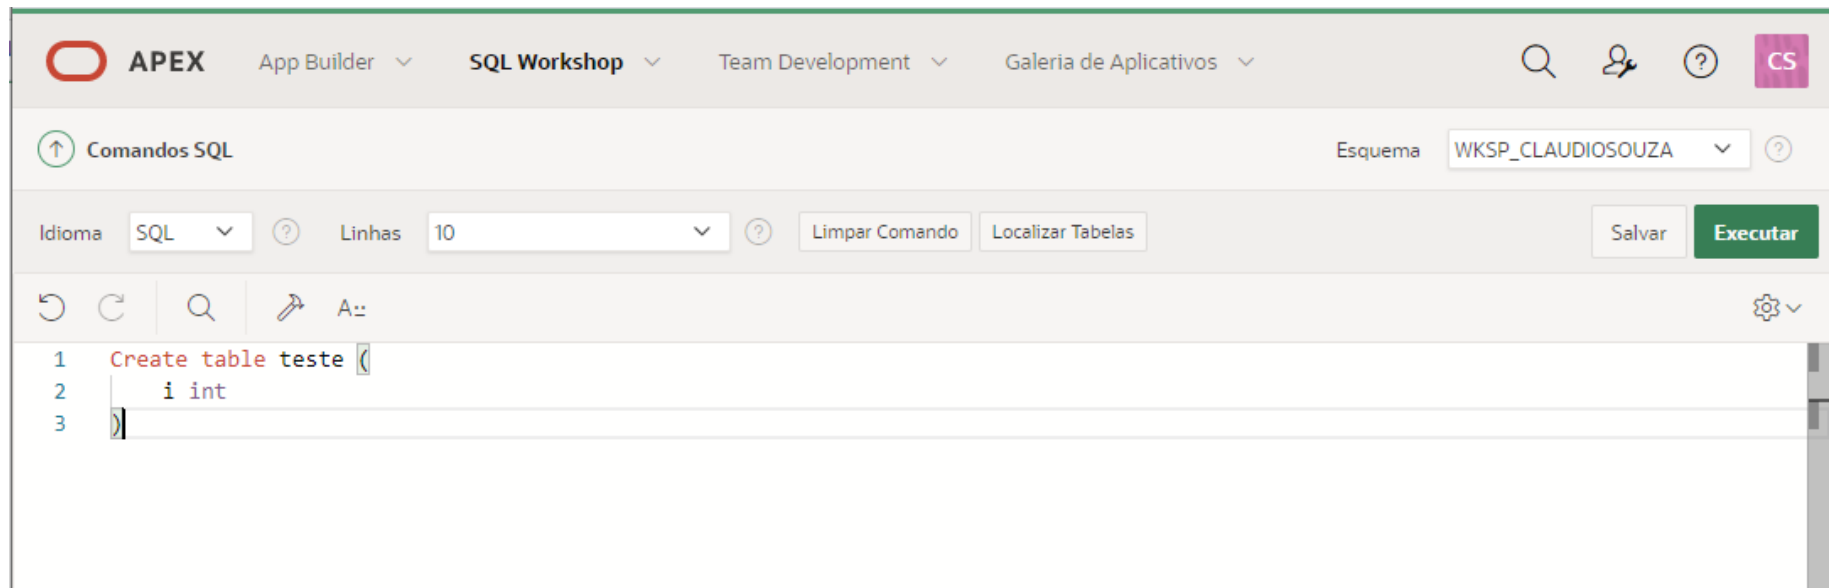 APEX App Builder SQL Workshop Team Development Galeria de Aplicativos CS
Comandos SQL Esquema WKSP_CLAUDIOSOUZA
Idioma SQL Linhas 10 Limpar Comando Localizar Tabelas Salvar Executar
A
1 Create table teste (
2 i int
3 )